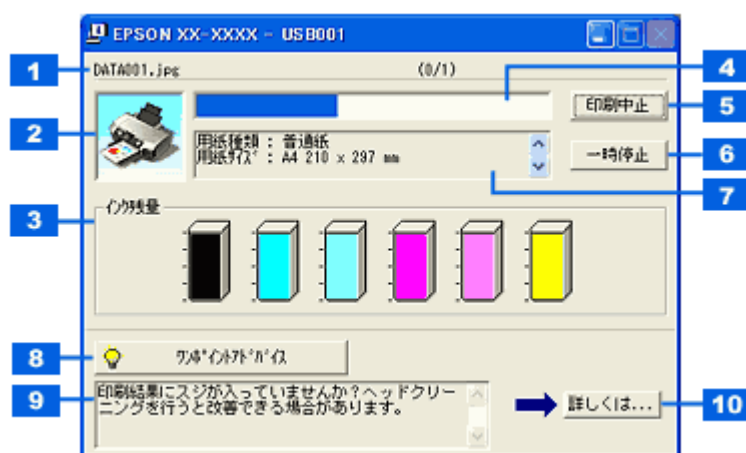 EPSON XX-XXXX - USB001
1
DATA001.jpg (0/1)
4
2
印刷中止
5
用紙種類 : 普通紙
用紙ｻｲｽﾞ : A4 210 x 297 mm
一時停止
6
7
3
ｲﾝｸ残量
8
ﾜﾝﾎﾟｲﾝﾄｱﾄﾞﾊﾞｲｽ
9
印刷結果にスジが入っていませんか？ヘッドクリー
ニングを行うと改善できる場合があります。
詳しくは...
10